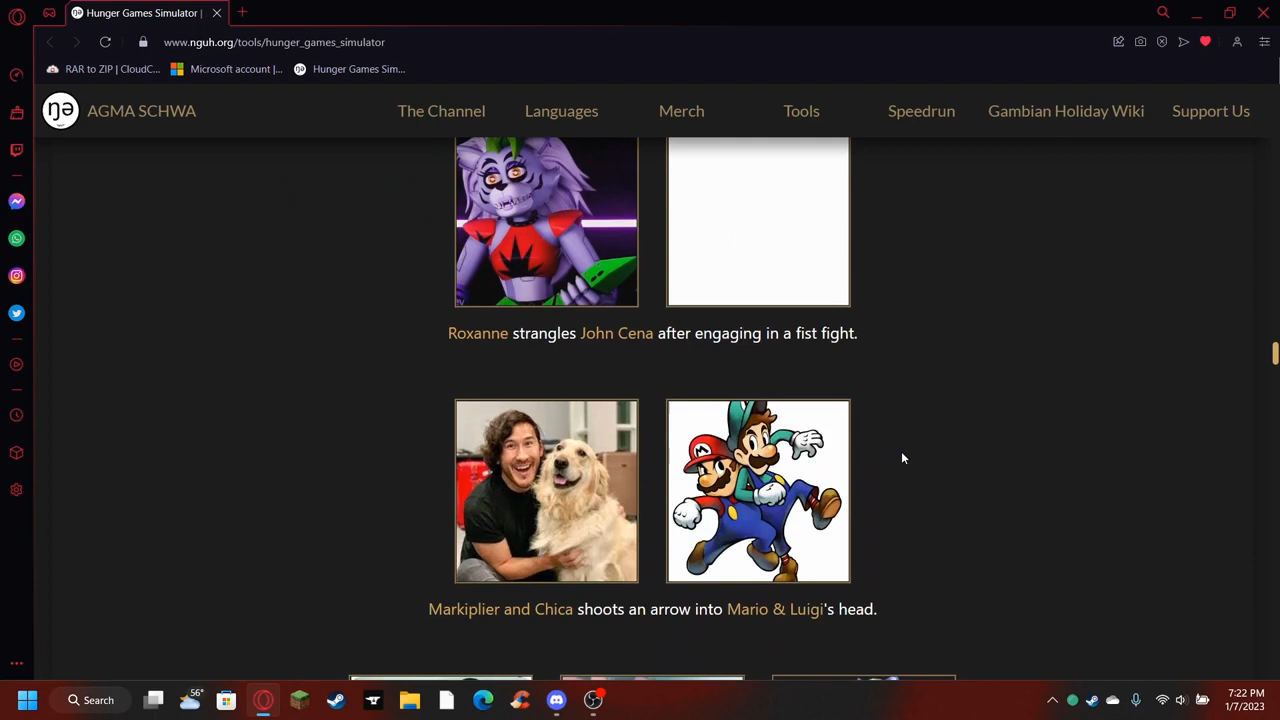 Hunger Games Simulator |
www.nguh.org/tools/hunger_games_simulator
RAR to ZIP | CloudC...
Microsoft account |...
Hunger Games Sim...
ŋə
AGMA SCHWA
The Channel
Languages
Merch
Tools
Speedrun
Gambian Holiday Wiki
Support Us
Roxanne strangles John Cena after engaging in a fist fight.
M
Markiplier and Chica shoots an arrow into Mario & Luigi's head.
56°
Search
7:22 PM
1/7/2023